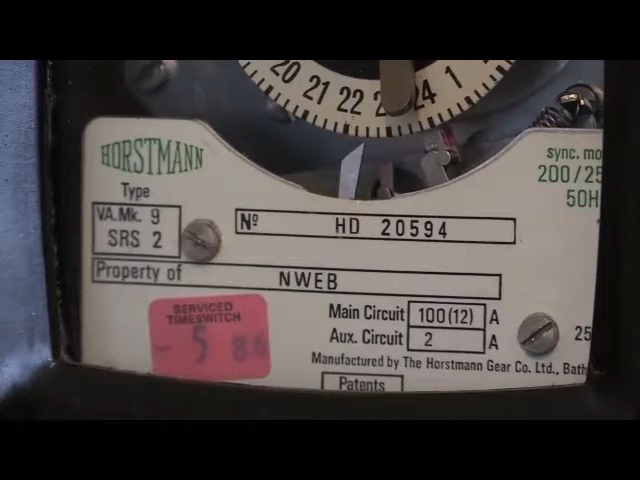 20 21 22 23 24 1
HORSTMANN
Type
VA.Mk. 9
SRS 2
Nº HD 20594
sync. mo
200/25
50H
Property of NWEB
SERVICED
TIMESWITCH
- 5 86
Main Circuit 100(12) A
Aux. Circuit 2 A
25
Manufactured by The Horstmann Gear Co. Ltd., Bath
Patents